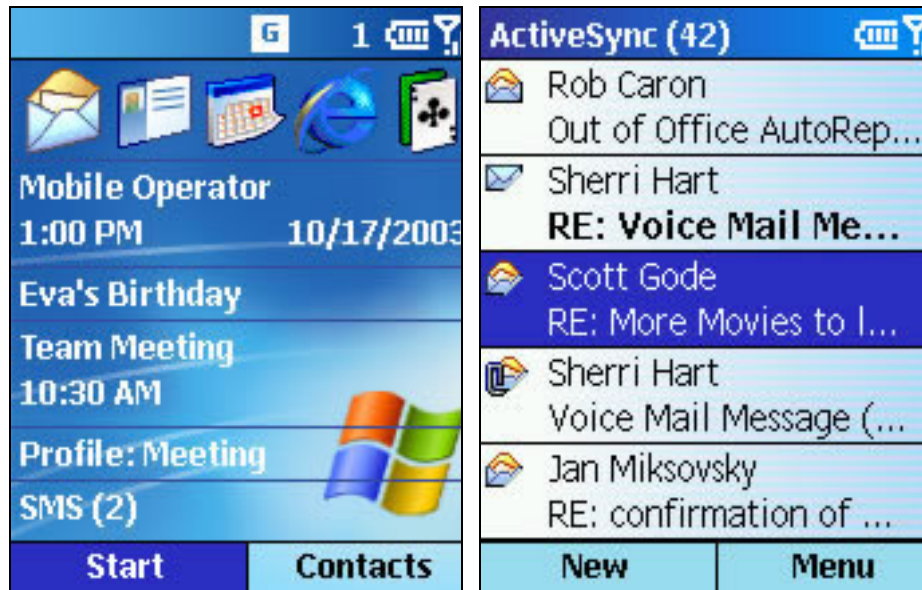 G 1
Mobile Operator
1:00 PM 10/17/2003
Eva's Birthday
Team Meeting
10:30 AM
Profile: Meeting
SMS (2)
Start Contacts
ActiveSync (42)
Rob Caron
Out of Office AutoRep...
Sherri Hart
RE: Voice Mail Me...
Scott Gode
RE: More Movies to l...
Sherri Hart
Voice Mail Message (...
Jan Miksovsky
RE: confirmation of ...
New Menu